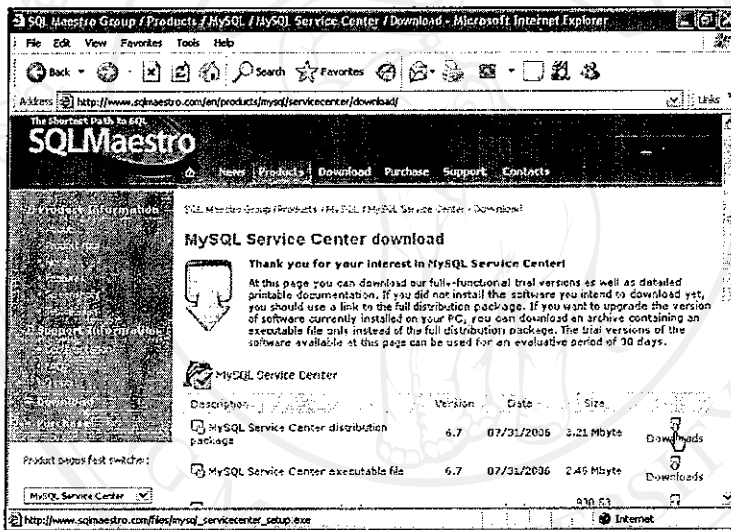 SQL Maestro Group / Products / MySQL / MySQL Service Center / Download - Microsoft Internet Explorer
File Edit View Favorites Tools Help
Back Search Favorites
Address http://www.sqlmaestro.com/en/products/mysql/servicecenter/download/ Links
The Shortest Path to SQL
SQLMaestro
News Products Download Purchase Support Contacts
Product Information
SQL Maestro Group / Products / MySQL / MySQL Service Center / Download
MySQL Service Center download
Thank you for your interest in MySQL Service Center!
At this page you can download our fully-functional trial versions as well as detailed
printable documentation. If you did not install the software you intend to download yet,
you should use a link to the full distribution package. If you want to upgrade the version
of software currently installed on your PC, you can download an archive containing an
executable file only instead of the full distribution package. The trial versions of the
software available at this page can be used for an evaluative period of 30 days.
Support Information
MySQL Service Center
Description Version Date Size
MySQL Service Center distribution
package 6.7 07/31/2006 3.21 Mbyte Downloads
Product pages fast switcher:
MySQL Service Center executable file 6.7 07/31/2006 2.45 Mbyte Downloads
MySQL Service Center
http://www.sqlmaestro.com/files/mysql_servicecenter_setup.exe Internet